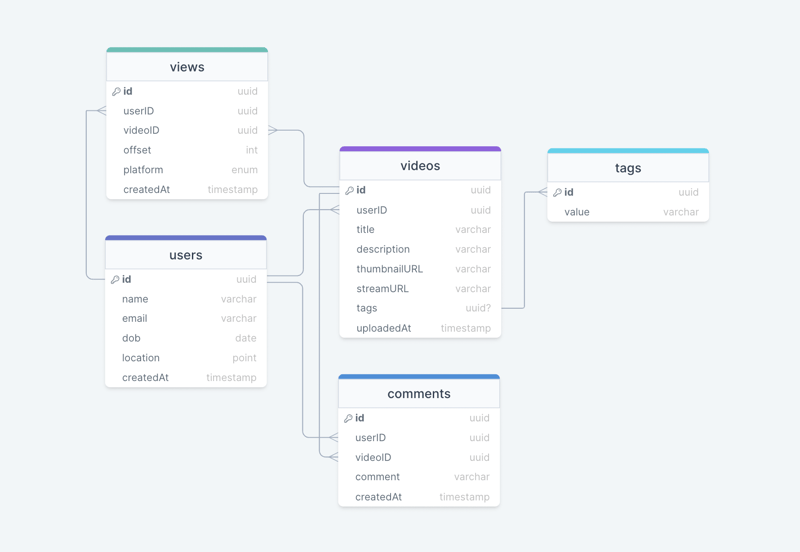 views
id uuid
userID uuid
videoID uuid
offset int
platform enum
createdAt timestamp
users
id uuid
name varchar
email varchar
dob date
location point
createdAt timestamp
videos
id uuid
userID uuid
title varchar
description varchar
thumbnailURL varchar
streamURL varchar
tags uuid?
uploadedAt timestamp
comments
id uuid
userID uuid
videoID uuid
comment varchar
createdAt timestamp
tags
id uuid
value varchar